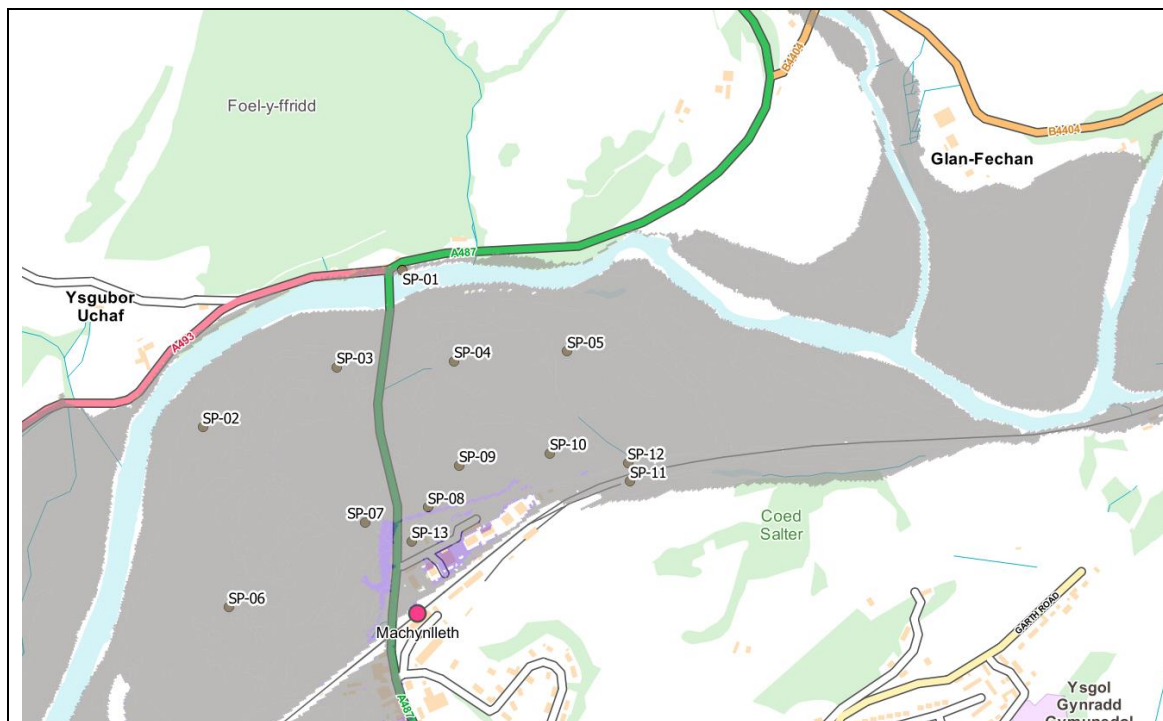 B4404
Foel-y-ffridd
B4404
Glan-Fechan
A487
SP-01
Ysgubor
Uchaf
A493
SP-03
SP-04
SP-05
SP-02
SP-09
SP-10
SP-12
SP-11
SP-07
SP-08
SP-13
Coed
Salter
SP-06
Machynlleth
GARTH ROAD
A487
Ysgol
Gynradd